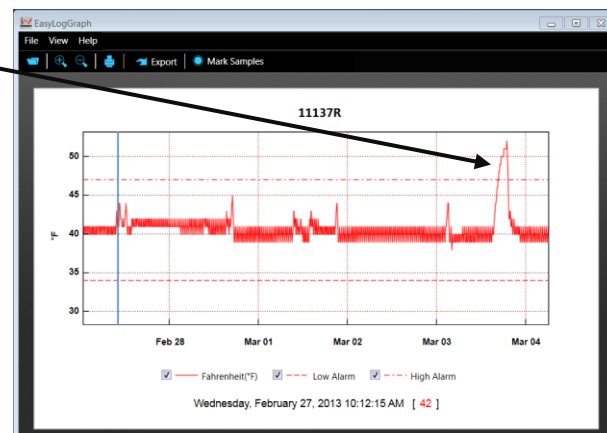 EasyLogGraph
File View Help
Export Mark Samples
11137R
50
45
40
35
30
°F
Feb 28 Mar 01 Mar 02 Mar 03 Mar 04
Fahrenheit(°F) Low Alarm High Alarm
Wednesday, February 27, 2013 10:12:15 AM [ 42 ]